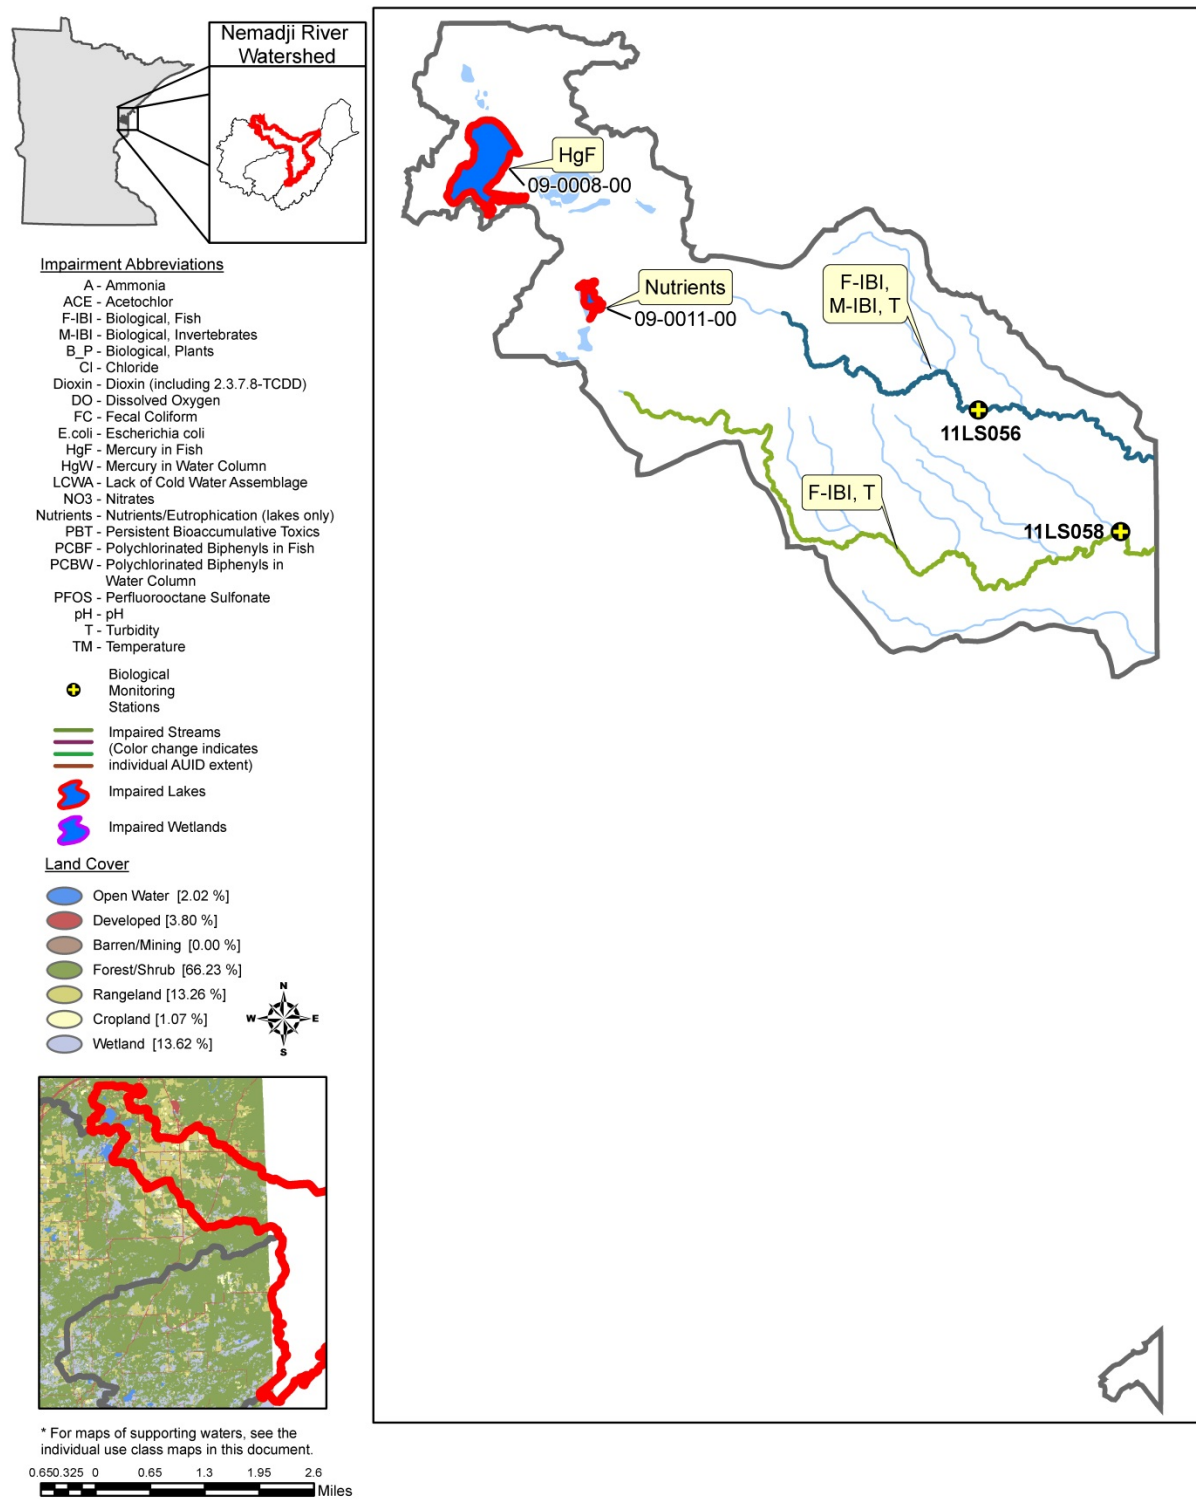 Nemadji River
Watershed
Impairment Abbreviations
A - Ammonia
ACE - Acetochlor
F-IBI - Biological, Fish
M-IBI - Biological, Invertebrates
B_P - Biological, Plants
Cl - Chloride
Dioxin - Dioxin (including 2.3.7.8-TCDD)
DO - Dissolved Oxygen
FC - Fecal Coliform
E.coli - Escherichia coli
HgF - Mercury in Fish
HgW - Mercury in Water Column
LCWA - Lack of Cold Water Assemblage
NO3 - Nitrates
Nutrients - Nutrients/Eutrophication (lakes only)
PBT - Persistent Bioaccumulative Toxics
PCBF - Polychlorinated Biphenyls in Fish
PCBW - Polychlorinated Biphenyls in
Water Column
PFOS - Perfluorooctane Sulfonate
pH - pH
T - Turbidity
TM - Temperature
Biological
Monitoring
Stations
Impaired Streams
(Color change indicates
individual AUID extent)
Impaired Lakes
Impaired Wetlands
Land Cover
Open Water [2.02 %]
Developed [3.80 %]
Barren/Mining [0.00 %]
Forest/Shrub [66.23 %]
Rangeland [13.26 %]
Cropland [1.07 %]
Wetland [13.62 %]
N
W E
S
* For maps of supporting waters, see the
individual use class maps in this document.
0.65 0.325 0 0.65 1.3 1.95 2.6
Miles
HgF
09-0008-00
Nutrients
09-0011-00
F-IBI,
M-IBI, T
11LS056
F-IBI, T
11LS058